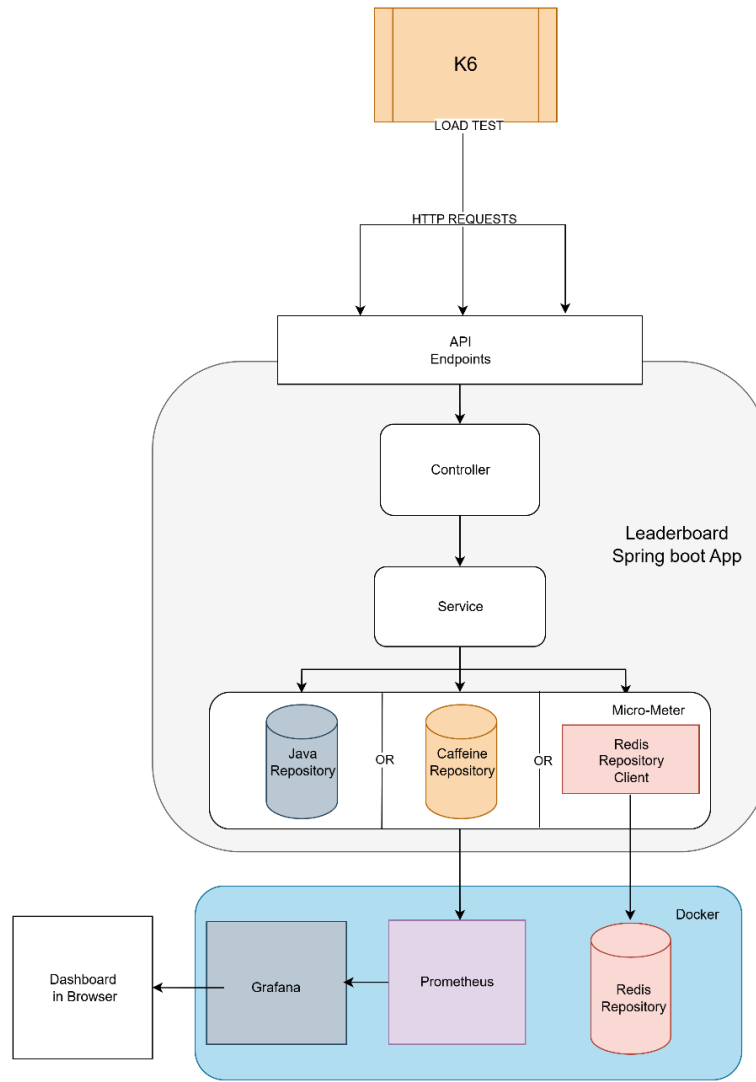 K6
LOAD TEST
HTTP REQUESTS
API
Endpoints
Controller
Leaderboard
Spring boot App
Service
Micro-Meter
Java
Repository
OR
Caffeine
Repository
OR
Redis
Repository
Client
Docker
Dashboard
in Browser
Grafana
Prometheus
Redis
Repository